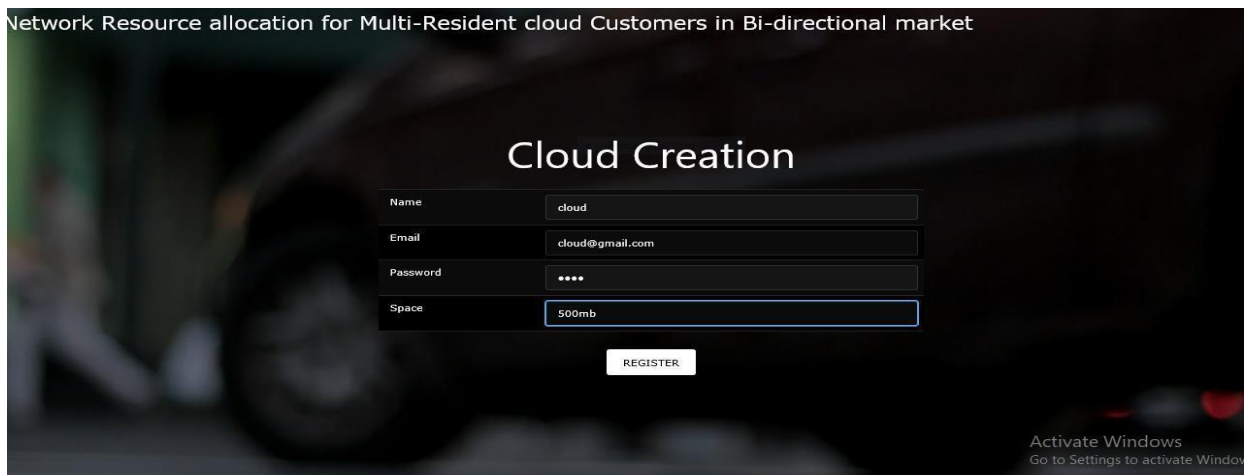 Network Resource allocation for Multi-Resident cloud Customers in Bi-directional market
Cloud Creation
Name cloud
Email cloud@gmail.com
Password ••••
Space 500mb
REGISTER
Activate Windows
Go to Settings to activate Window